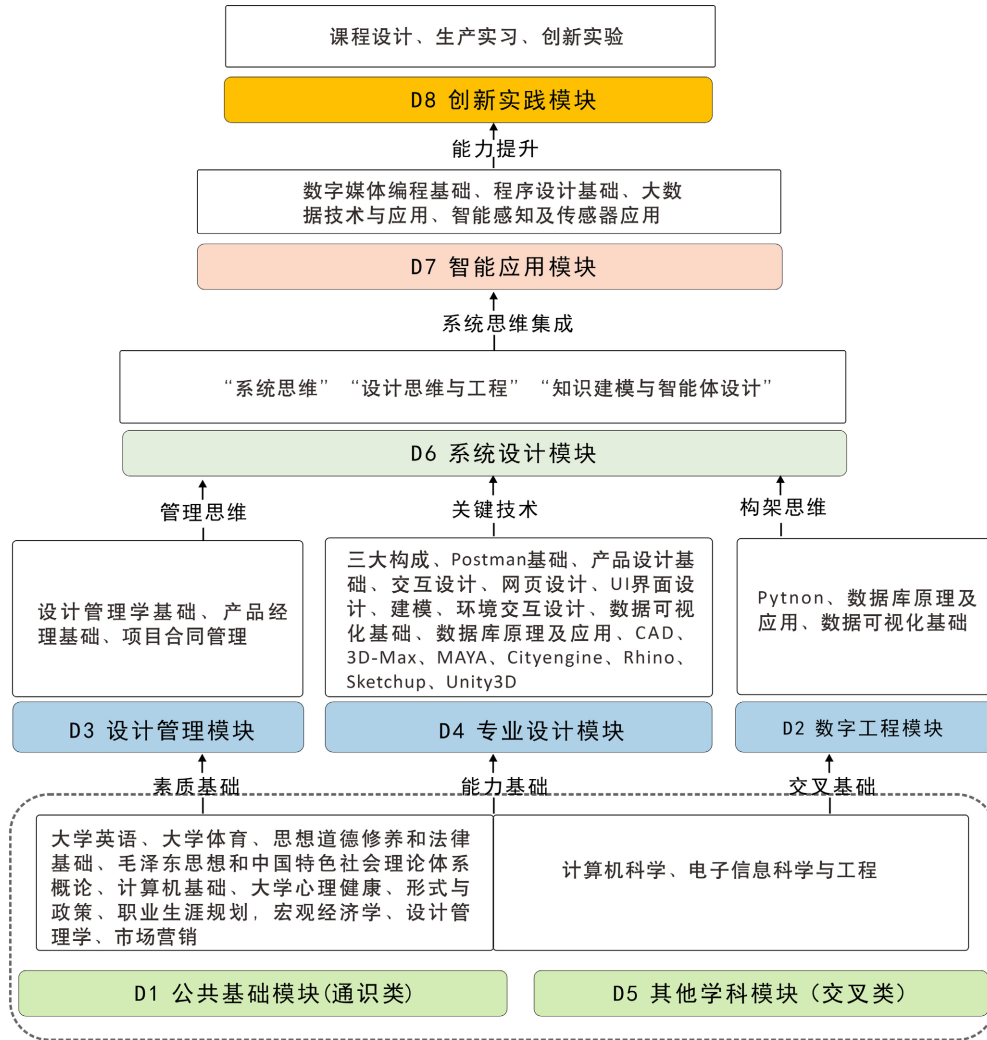 课程设计、生产实习、创新实验
D8 创新实践模块
能力提升
数字媒体编程基础、程序设计基础、大数
据技术与应用、智能感知及传感器应用
D7 智能应用模块
系统思维集成
“系统思维” “设计思维与工程” “知识建模与智能体设计”
D6 系统设计模块
管理思维
关键技术
构架思维
设计管理学基础、产品经
理基础、项目合同管理
三大构成、Postman基础、产品设计基
础、交互设计、网页设计、UI界面设
计、建模、环境交互设计、数据可视
化基础、数据库原理及应用、CAD、
3D-Max、MAYA、Cityengine、Rhino、
Sketchup、Unity3D
Pytnon、数据库原理及
应用、数据可视化基础
D3 设计管理模块
D4 专业设计模块
D2 数字工程模块
素质基础
能力基础
交叉基础
大学英语、大学体育、思想道德修养和法律
基础、毛泽东思想和中国特色社会理论体系
概论、计算机基础、大学心理健康、形式与
政策、职业生涯规划，宏观经济学、设计管
理学、市场营销
计算机科学、电子信息科学与工程
D1 公共基础模块(通识类)
D5 其他学科模块（交叉类）